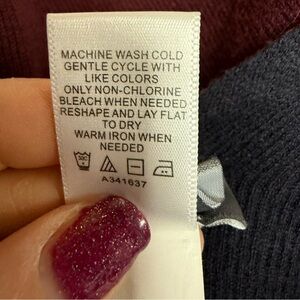 MACHINE WASH COLD
GENTLE CYCLE WITH
LIKE COLORS
ONLY NON-CHLORINE
BLEACH WHEN NEEDED
RESHAPE AND LAY FLAT
TO DRY
WARM IRON WHEN
NEEDED
A341637